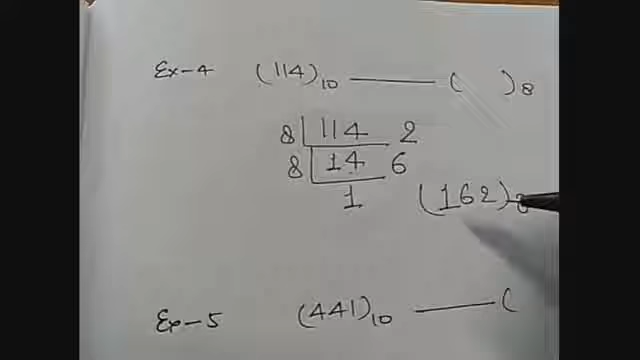 Ex-4 (114)10 —— ( )8
8 114 2
8 14 6
1
(162)8
Ex-5 (441)10 —— (